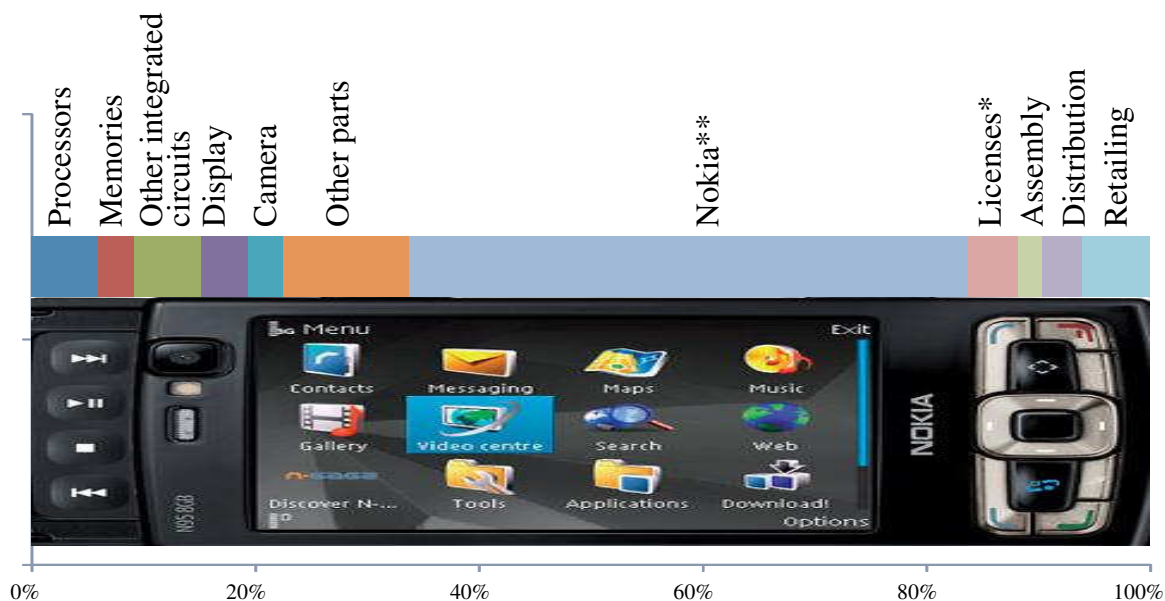 Processors
Memories
Other integrated
circuits
Display
Camera
Other parts
Nokia**
Licenses*
Assembly
Distribution
Retailing
3G Menu
Exit
Contacts
Messaging
Maps
Music
Gallery
Video centre
Search
Web
Discover N-...
Tools
Applications
Download!
Options
N95 8GB
NOKIA
0%
20%
40%
60%
80%
100%